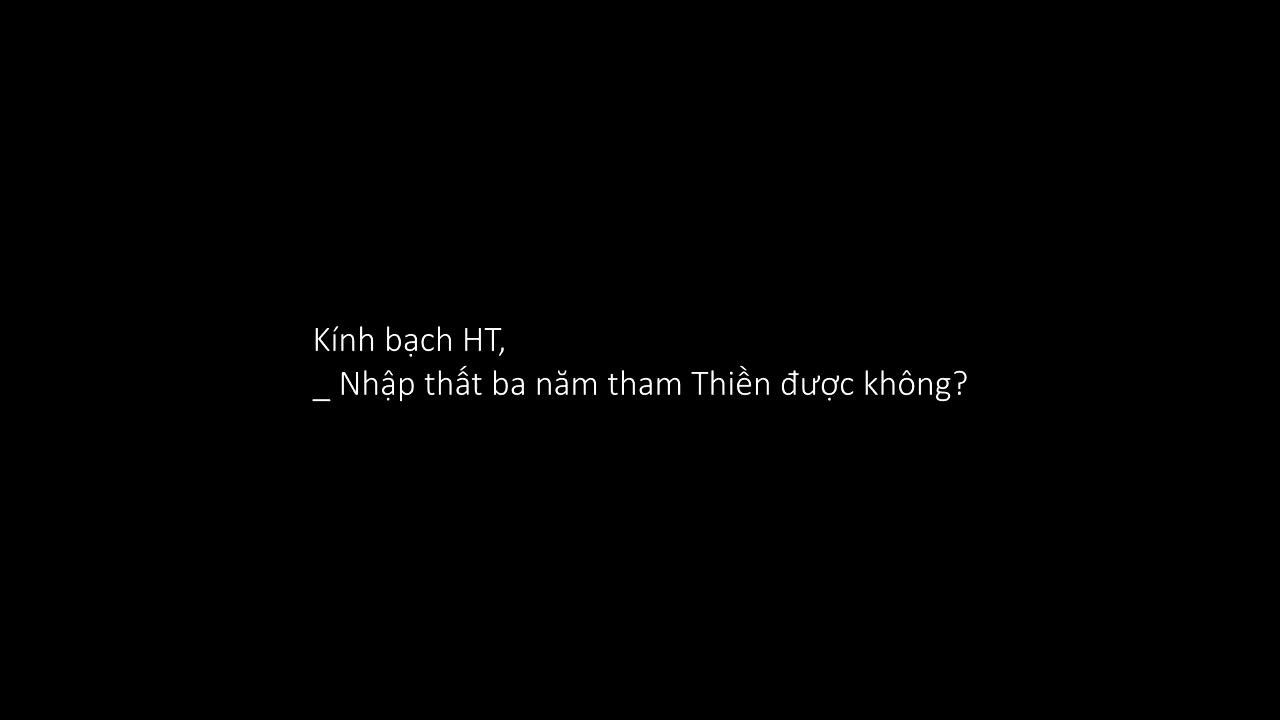 Kính bạch HT,
_ Nhập thất ba năm tham Thiền được không?